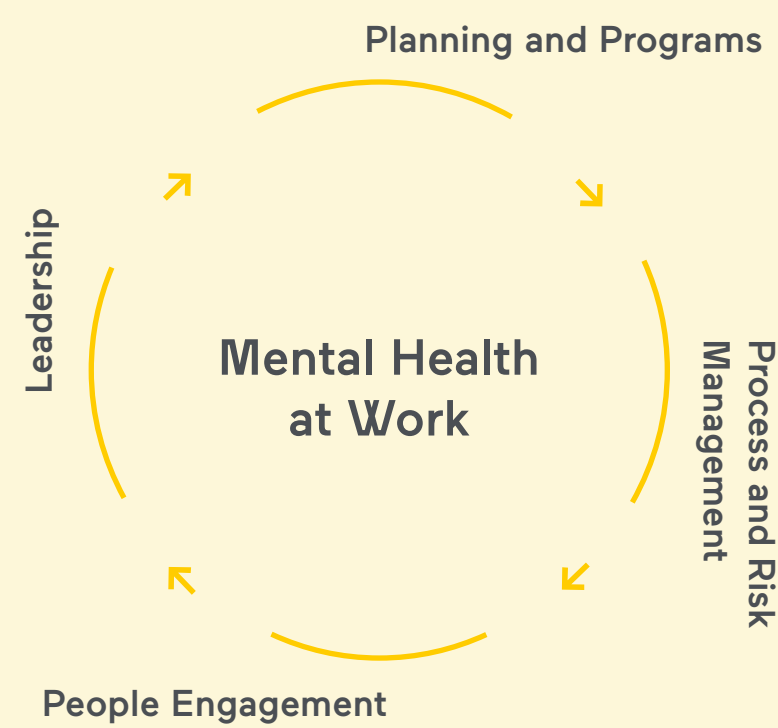 Planning and Programs
Leadership
Mental Health
at Work
Process and Risk
Management
People Engagement